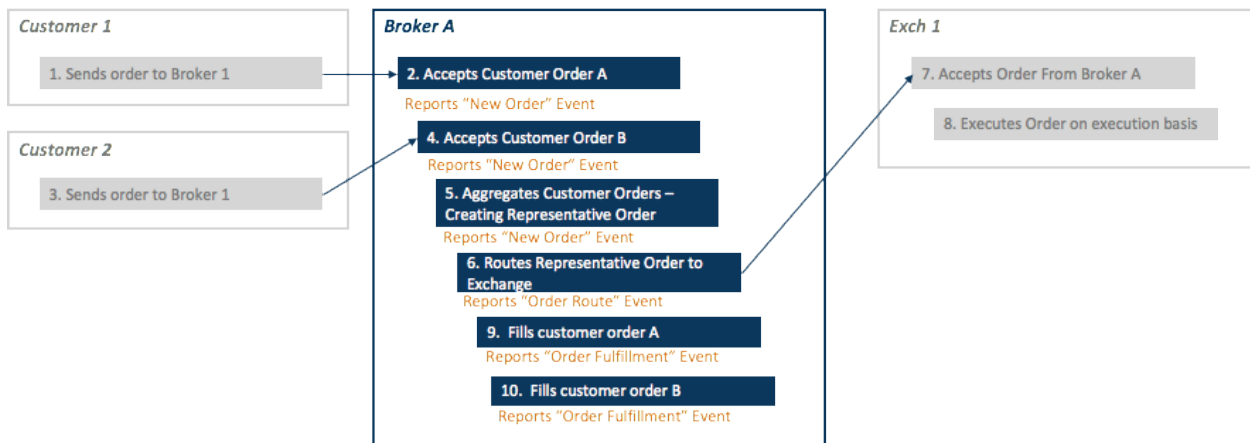 Customer 1
1. Sends order to Broker 1
Customer 2
3. Sends order to Broker 1
Broker A
2. Accepts Customer Order A
Reports "New Order" Event
4. Accepts Customer Order B
Reports "New Order" Event
5. Aggregates Customer Orders –
Creating Representative Order
Reports "New Order" Event
6. Routes Representative Order to
Exchange
Reports "Order Route" Event
9. Fills customer order A
Reports "Order Fulfillment" Event
10. Fills customer order B
Reports "Order Fulfillment" Event
Exch 1
7. Accepts Order From Broker A
8. Executes Order on execution basis